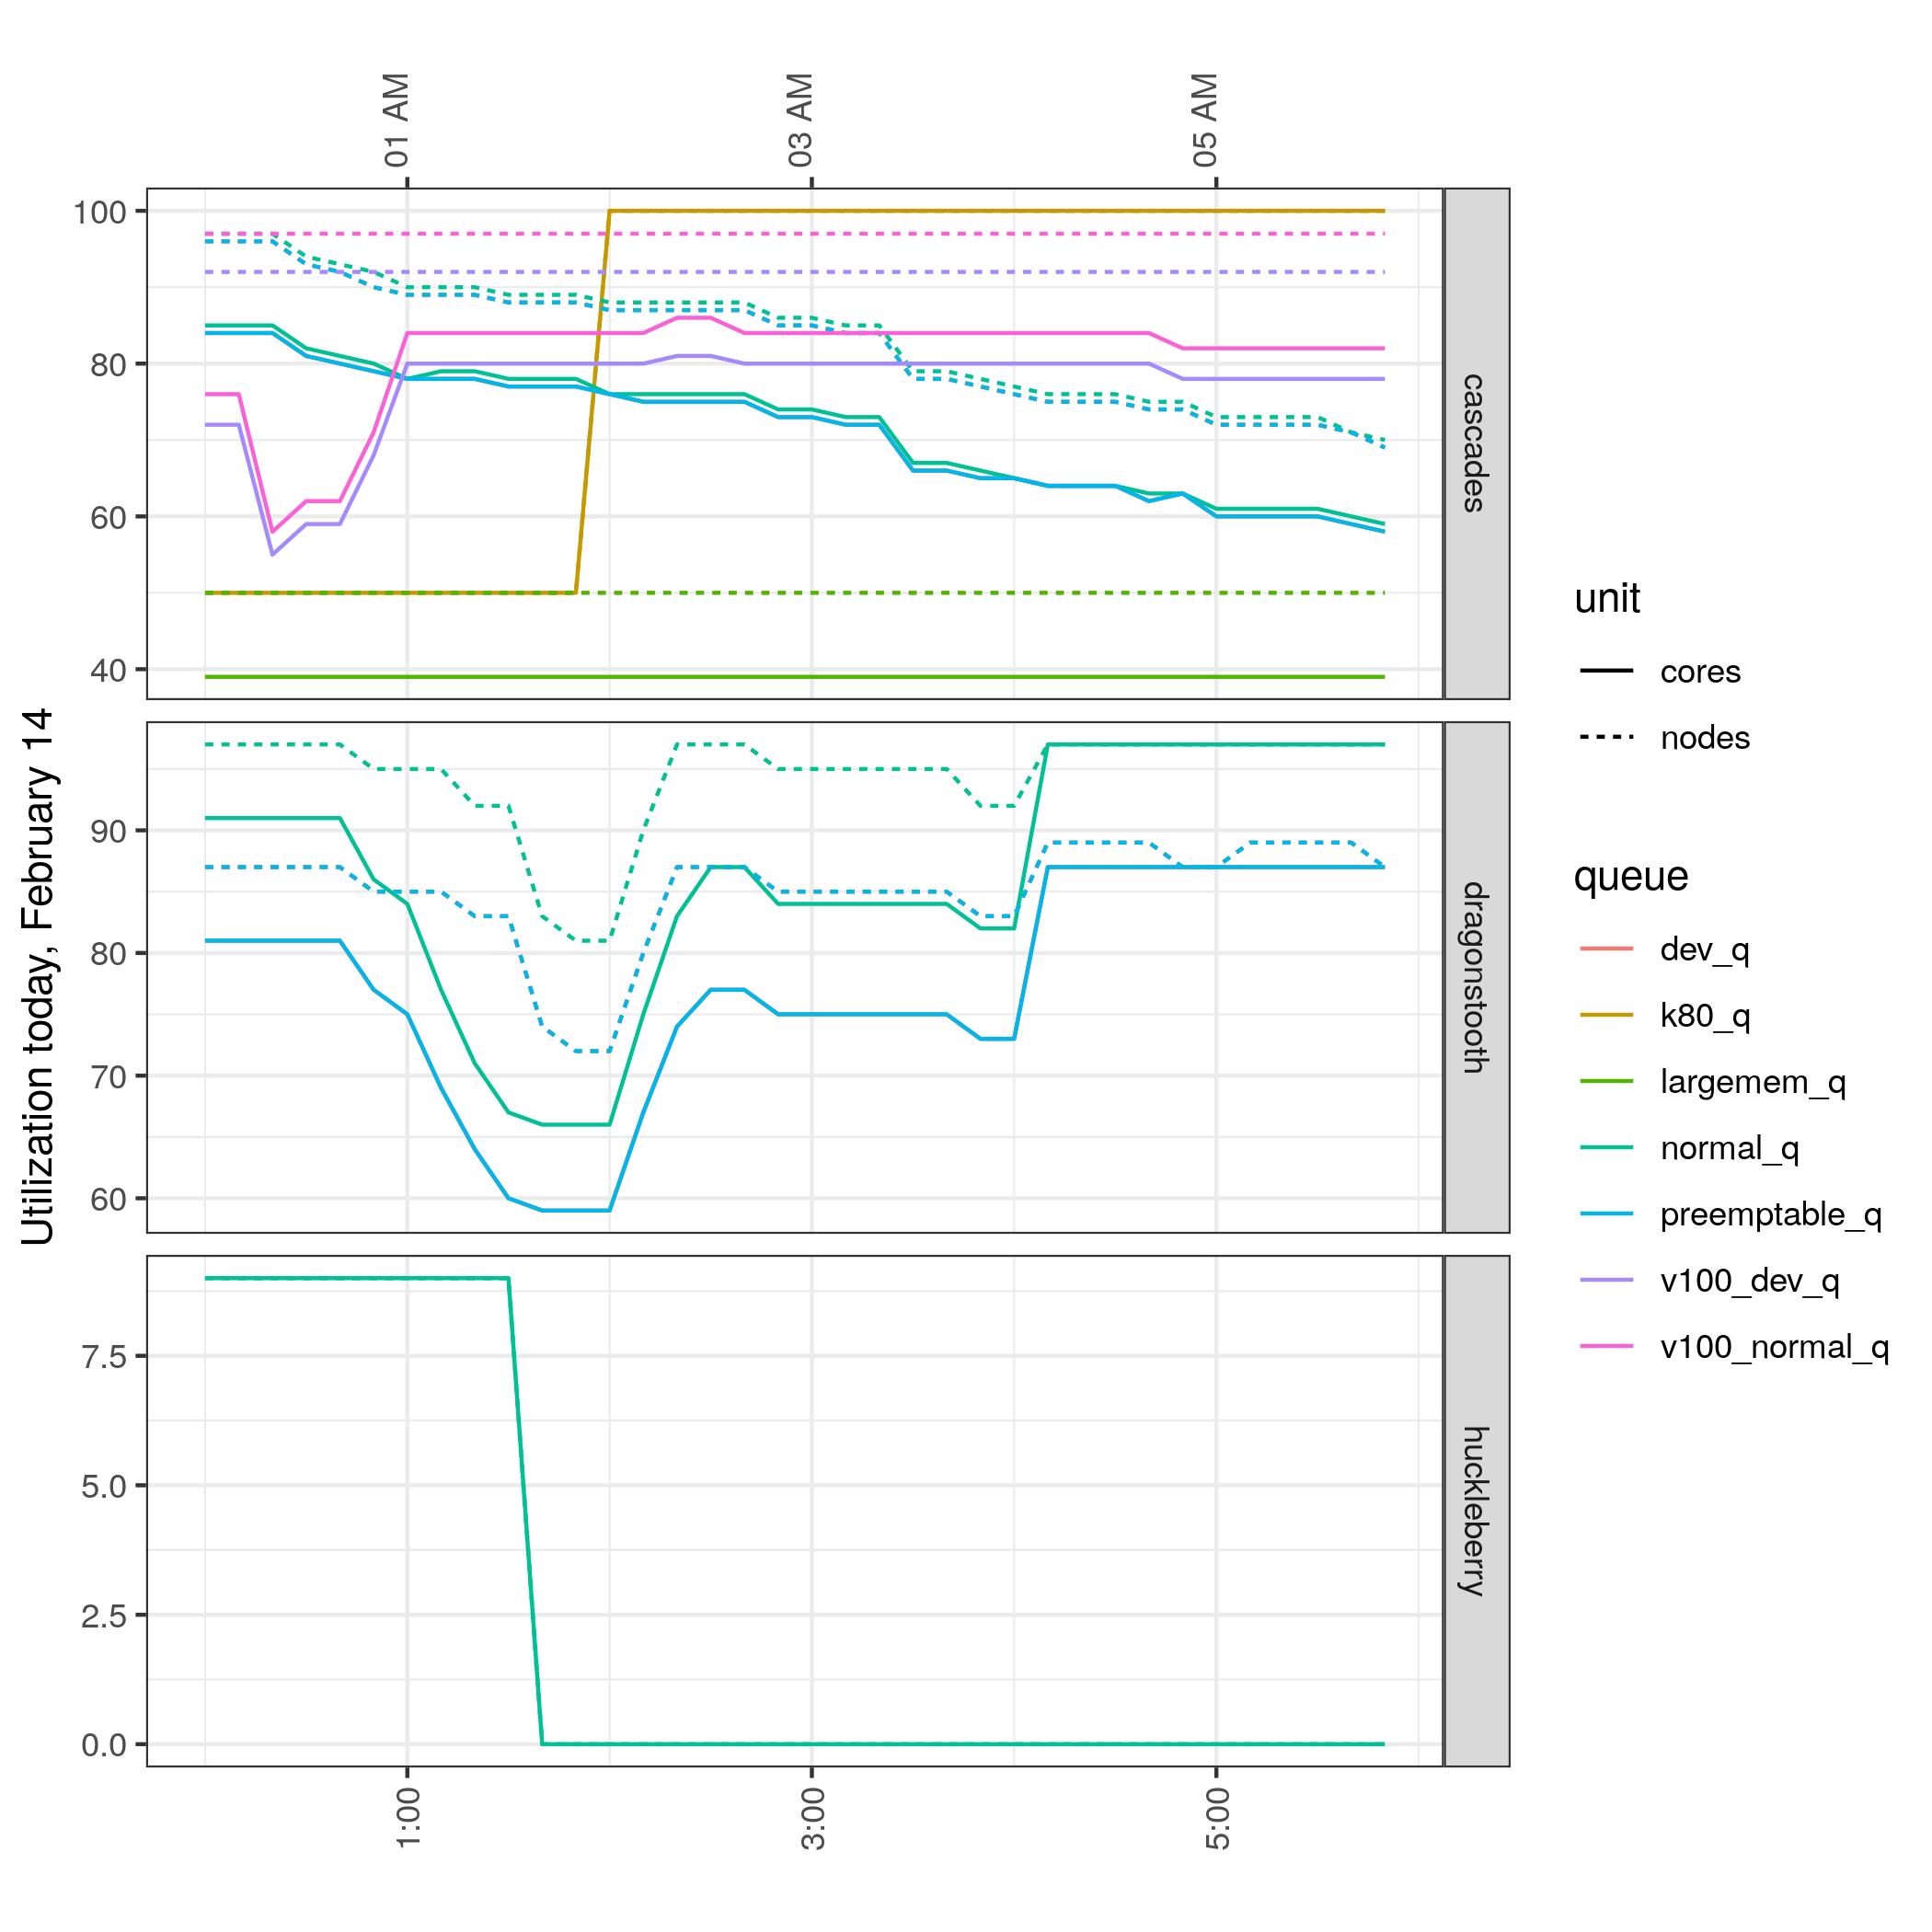 01 AM
03 AM
05 AM
Utilization today, February 14
100
80
60
40
cascades
90
80
70
60
dragonstooth
7.5
5.0
2.5
0.0
huckleberry
1:00
3:00
5:00
unit
cores
nodes
queue
dev_q
k80_q
largemem_q
normal_q
preemptable_q
v100_dev_q
v100_normal_q